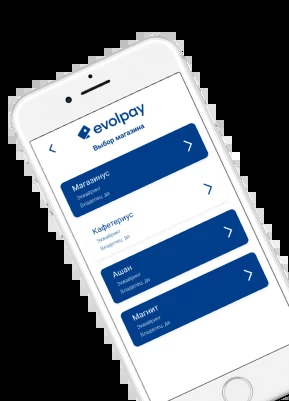 evolpay
Выбор магазина
Магазинус
Эквайринг
Владелец: да
Кафетериус
Эквайринг
Владелец: да
Ашан
Эквайринг
Владелец: да
Магнит
Эквайринг
Владелец: да